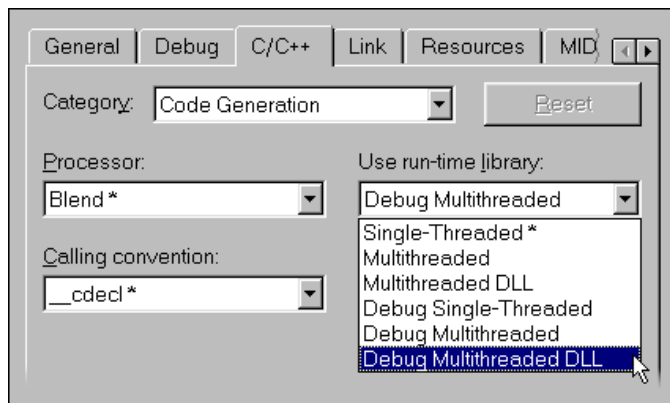 General Debug C/C++ Link Resources MID
Category: Code Generation Reset
Processor: Use run-time library:
Blend * Debug Multithreaded
Single-Threaded *
Calling convention: Multithreaded
__cdecl * Multithreaded DLL
Debug Single-Threaded
Debug Multithreaded
Debug Multithreaded DLL